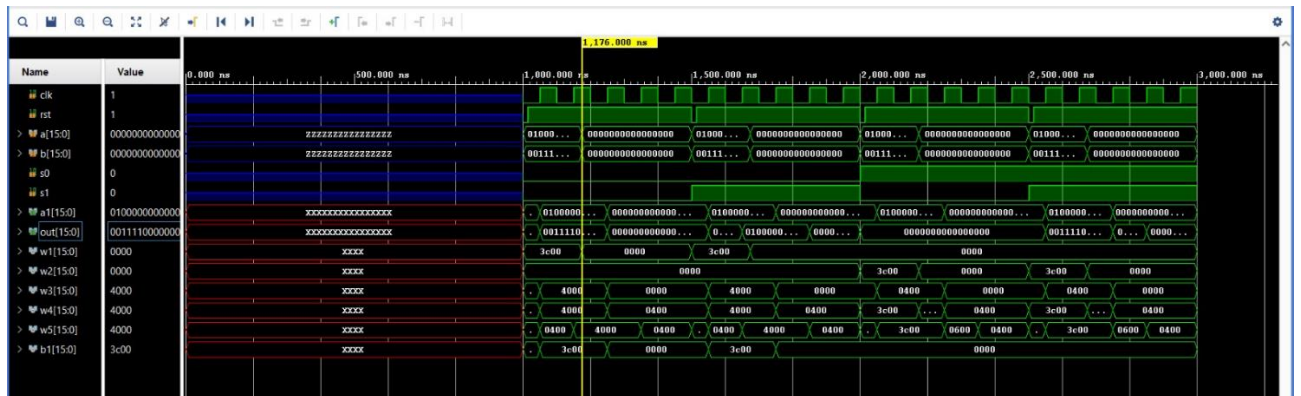 1,176.000 ns
Name Value 0.000 ns 500.000 ns 1,000.000 ns 1,500.000 ns 2,000.000 ns 2,500.000 ns 3,000.000 ns
clk 1
rst 1
a[15:0] 0000000000000 zzzzzzzzzzzzzzzz 01000... 0000000000000000 01000... 0000000000000000 01000... 0000000000000000 01000... 0000000000000000
b[15:0] 0000000000000 zzzzzzzzzzzzzzzz 00111... 0000000000000000 00111... 0000000000000000 00111... 0000000000000000 00111... 0000000000000000
s0 0
s1 0
a1[15:0] 0100000000000 xxxxxxxxxxxxxxxx . 0100000... 000000000000... 0100000... 000000000000... 0100000... 000000000000... 0100000... 0000000000...
out[15:0] 0011110000000 xxxxxxxxxxxxxxxx . 0011110... 000000000000... 0... 0100000... 0000... 0000000000000000 0011110... 0... 0000...
w1[15:0] 0000 xxxx 3c00 0000 3c00 0000
w2[15:0] 0000 xxxx 0000 3c00 0000 3c00 0000
w3[15:0] 4000 xxxx . 4000 0000 4000 0000 0400 0000 0400 0000
w4[15:0] 4000 xxxx . 4000 0400 4000 0400 3c00 ... 0400 3c00 ... 0400
w5[15:0] 4000 xxxx . 0400 4000 0400 . 0400 4000 0400 . 3c00 0600 0400 . 3c00 0600 0400
b1[15:0] 3c00 xxxx . 3c00 0000 3c00 0000